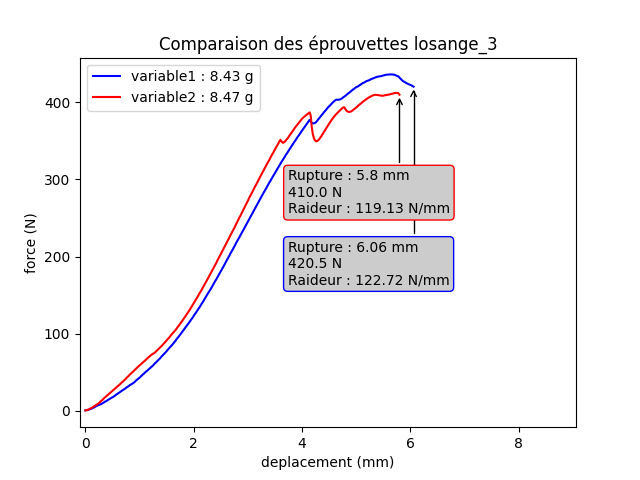 Comparaison des éprouvettes losange_3
variable1 : 8.43 g
variable2 : 8.47 g
force (N)
400
300
200
100
0
Rupture : 5.8 mm
410.0 N
Raideur : 119.13 N/mm
Rupture : 6.06 mm
420.5 N
Raideur : 122.72 N/mm
0
2
4
6
8
deplacement (mm)